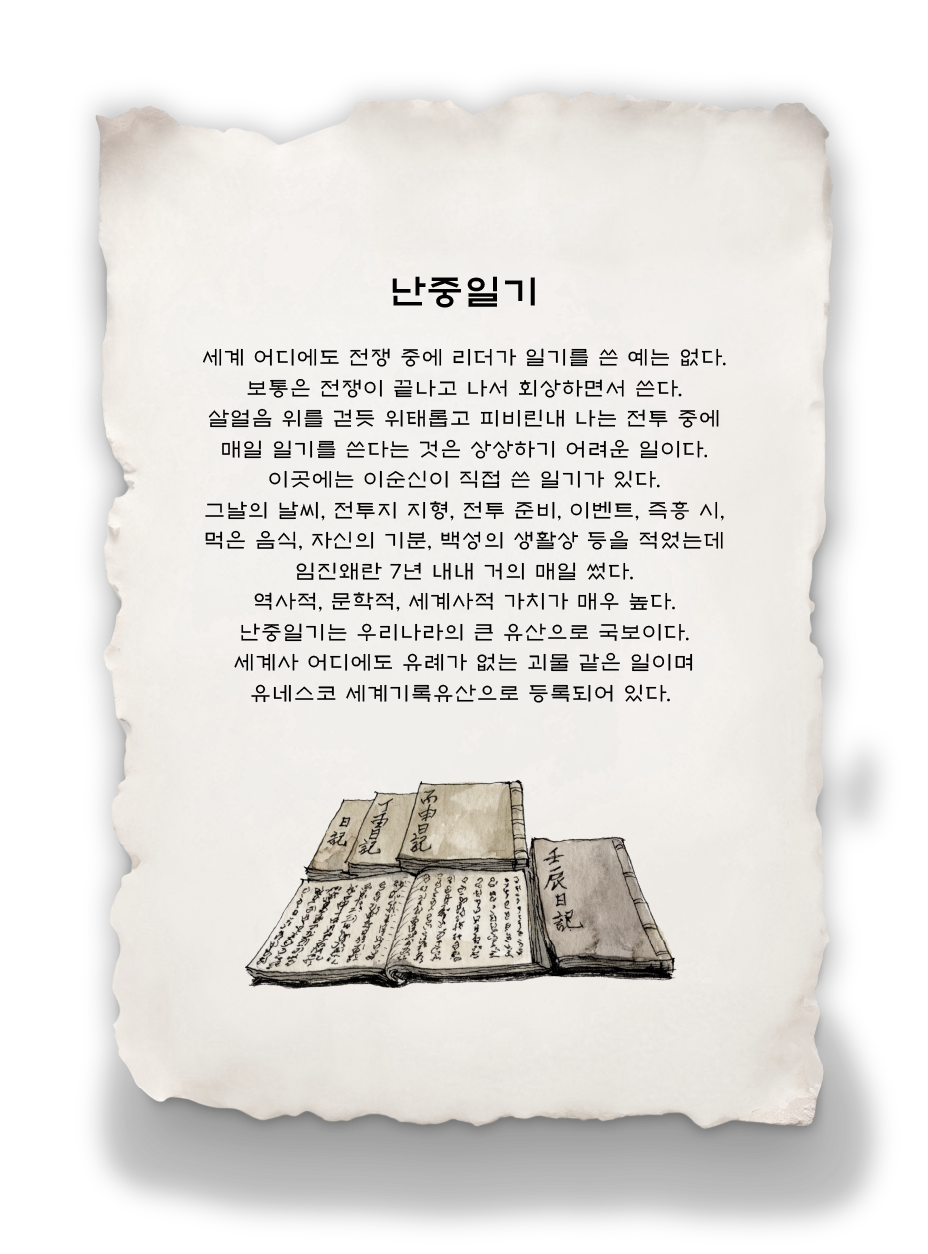 난중일기
세계 어디에도 전쟁 중에 리더가 일기를 쓴 예는 없다.
보통은 전쟁이 끝나고 나서 회상하면서 쓴다.
살얼음 위를 걷듯 위태롭고 피비린내 나는 전투 중에
매일 일기를 쓴다는 것은 상상하기 어려운 일이다.
이곳에는 이순신이 직접 쓴 일기가 있다.
그날의 날씨, 전투지 지형, 전투 준비, 이벤트, 즉흥 시,
먹은 음식, 자신의 기분, 백성의 생활상 등을 적었는데
임진왜란 7년 내내 거의 매일 썼다.
역사적, 문학적, 세계사적 가치가 매우 높다.
난중일기는 우리나라의 큰 유산으로 국보이다.
세계사 어디에도 유례가 없는 괴물 같은 일이며
유네스코 세계기록유산으로 등록되어 있다.
日記
丁酉日記
丙申日記
壬辰日記